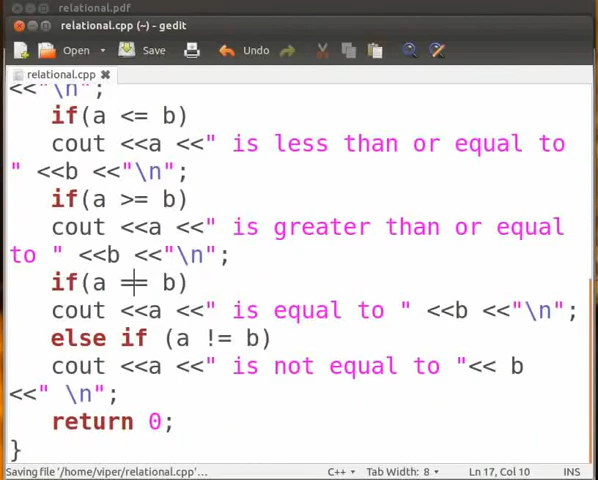 relational.pdf
relational.cpp (~) - gedit
Open Save Undo
relational.cpp
<<"\n";
if(a <= b)
cout <<a <<" is less than or equal to
" <<b <<"\n";
if(a >= b)
cout <<a <<" is greater than or equal
to " <<b <<"\n";
if(a == b)
cout <<a <<" is equal to " <<b <<"\n";
else if (a != b)
cout <<a <<" is not equal to "<< b
<<" \n";
return 0;
}
Saving file '/home/viper/relational.cpp'... C++ Tab Width: 8 Ln 17, Col 10 INS